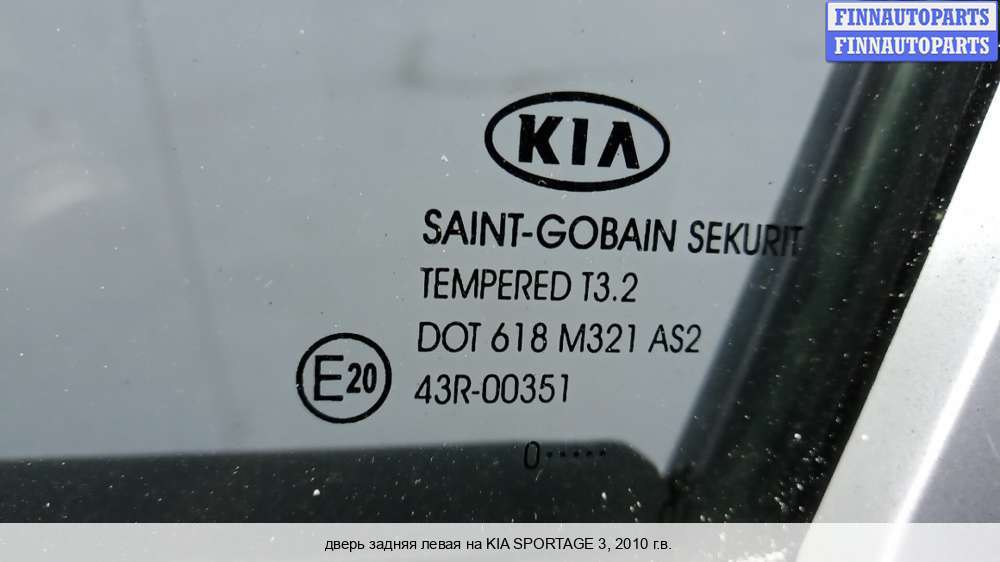 FINNAUTOPARTS
FINNAUTOPARTS
KIA
SAINT-GOBAIN SEKURIT
TEMPERED T3.2
DOT 618 M321 AS2
E20 43R-00351
0·····
дверь задняя левая на KIA SPORTAGE 3, 2010 г.в.